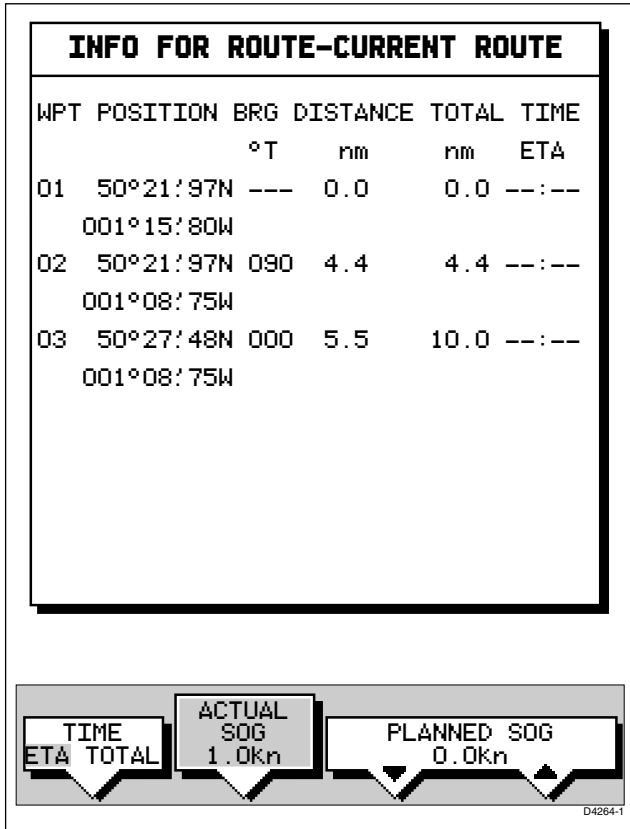 INFO FOR ROUTE-CURRENT ROUTE
WPT POSITION BRG DISTANCE TOTAL TIME
°T nm nm ETA
01 50°21!97N --- 0.0 0.0 --:--
001°15!80W
02 50°21!97N 090 4.4 4.4 --:--
001°08!75W
03 50°27!48N 000 5.5 10.0 --:--
001°08!75W
TIME
ETA TOTAL
ACTUAL
SOG
1.0Kn
PLANNED SOG
0.0Kn
D4264-1